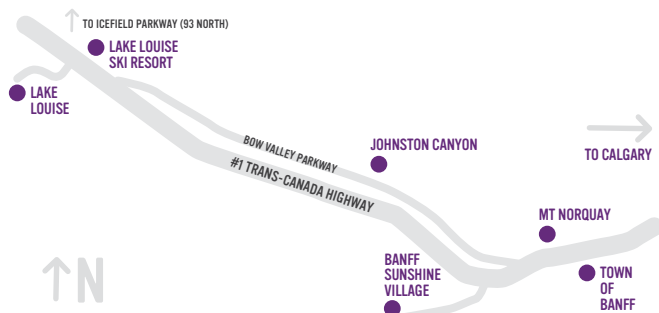 TO ICEFIELD PARKWAY (93 NORTH)
LAKE LOUISE
SKI RESORT
LAKE
LOUISE
BOW VALLEY PARKWAY
#1 TRANS-CANADA HIGHWAY
JOHNSTON CANYON
TO CALGARY
MT NORQUAY
BANFF
SUNSHINE
VILLAGE
TOWN
OF
BANFF
N